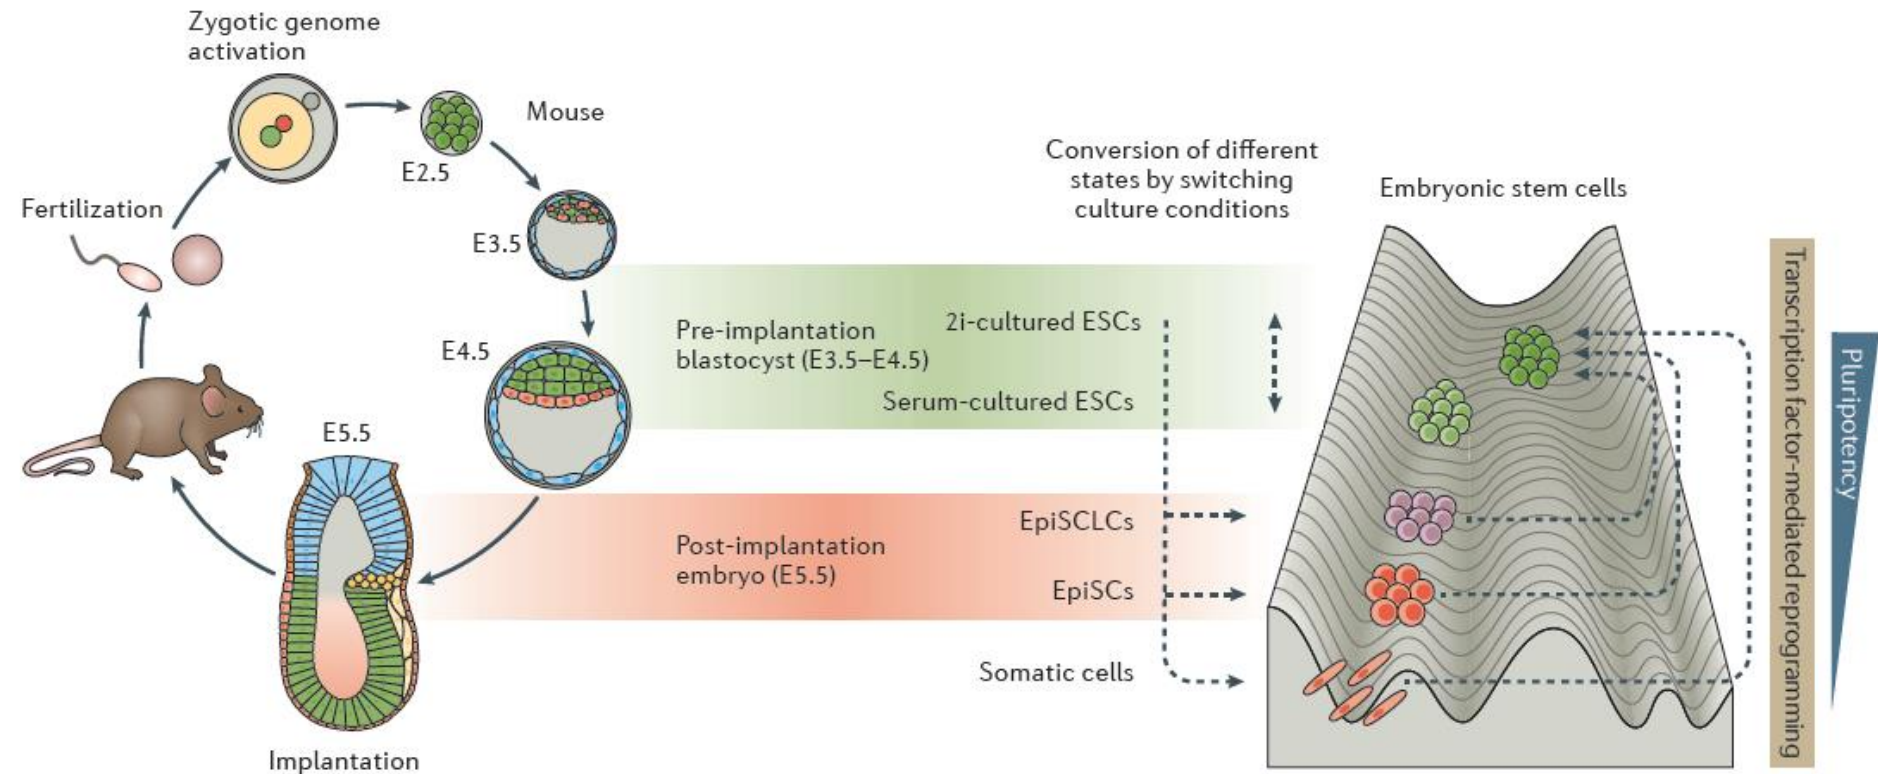 Zygotic genome
activation
Mouse
E2.5
Fertilization
E3.5
E4.5
E5.5
Implantation
Pre-implantation
blastocyst (E3.5–E4.5)
Post-implantation
embryo (E5.5)
Conversion of different
states by switching
culture conditions
2i-cultured ESCs
Serum-cultured ESCs
EpiSCLCs
EpiSCs
Somatic cells
Embryonic stem cells
Transcription factor-mediated reprogramming
Pluripotency